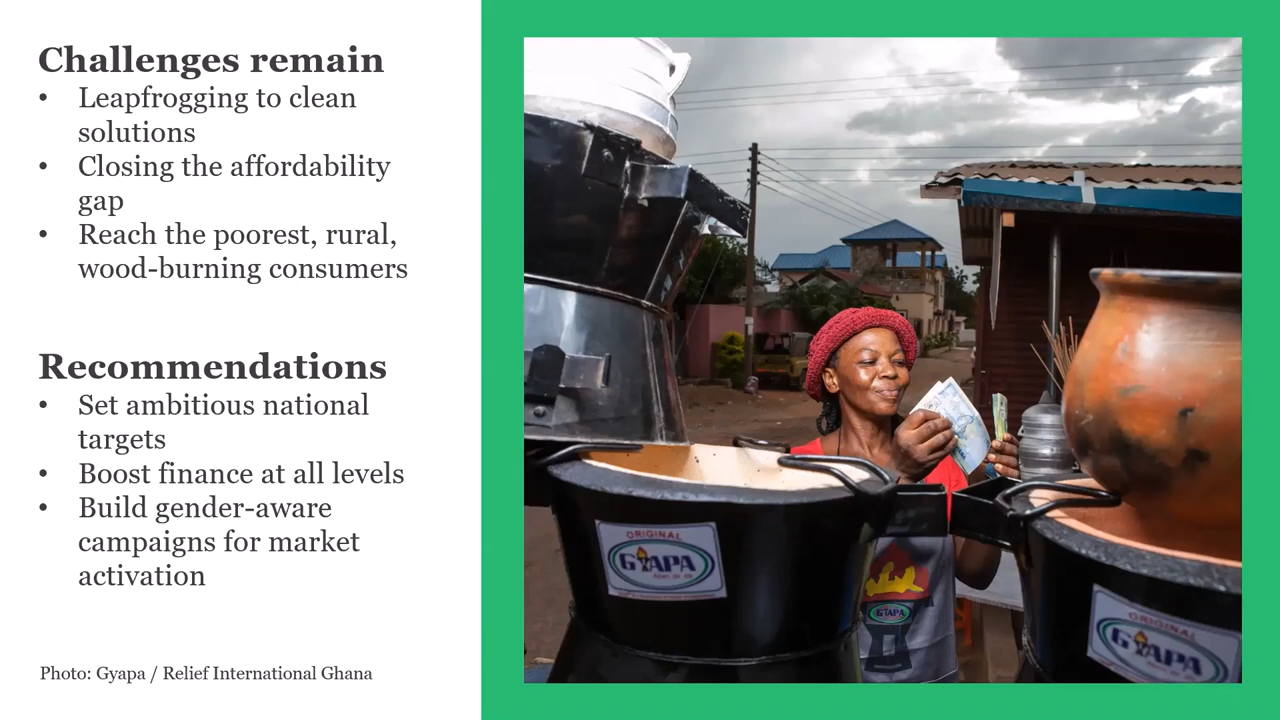 Challenges remain
• Leapfrogging to clean
solutions
• Closing the affordability
gap
• Reach the poorest, rural,
wood-burning consumers
Recommendations
• Set ambitious national
targets
• Boost finance at all levels
• Build gender-aware
campaigns for market
activation
Photo: Gyapa / Relief International Ghana
ORIGINAL
GYAPA
GYAPA
ORIGINAL
GYAPA